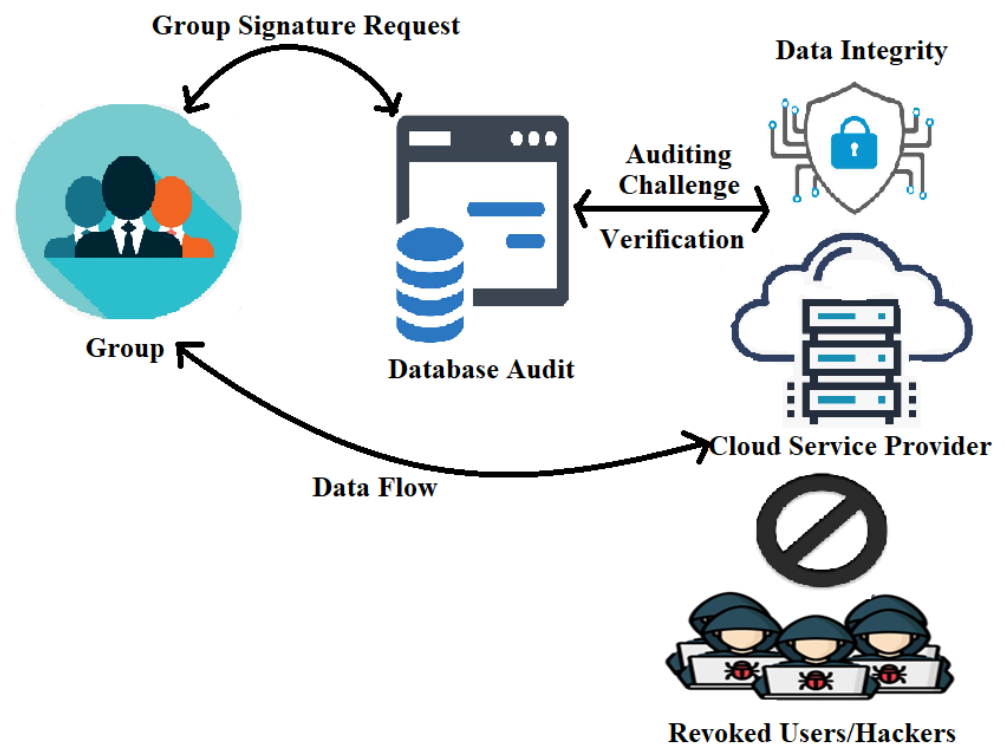 Group Signature Request
Data Integrity
Auditing
Challenge
Verification
Group
Database Audit
Cloud Service Provider
Data Flow
Revoked Users/Hackers